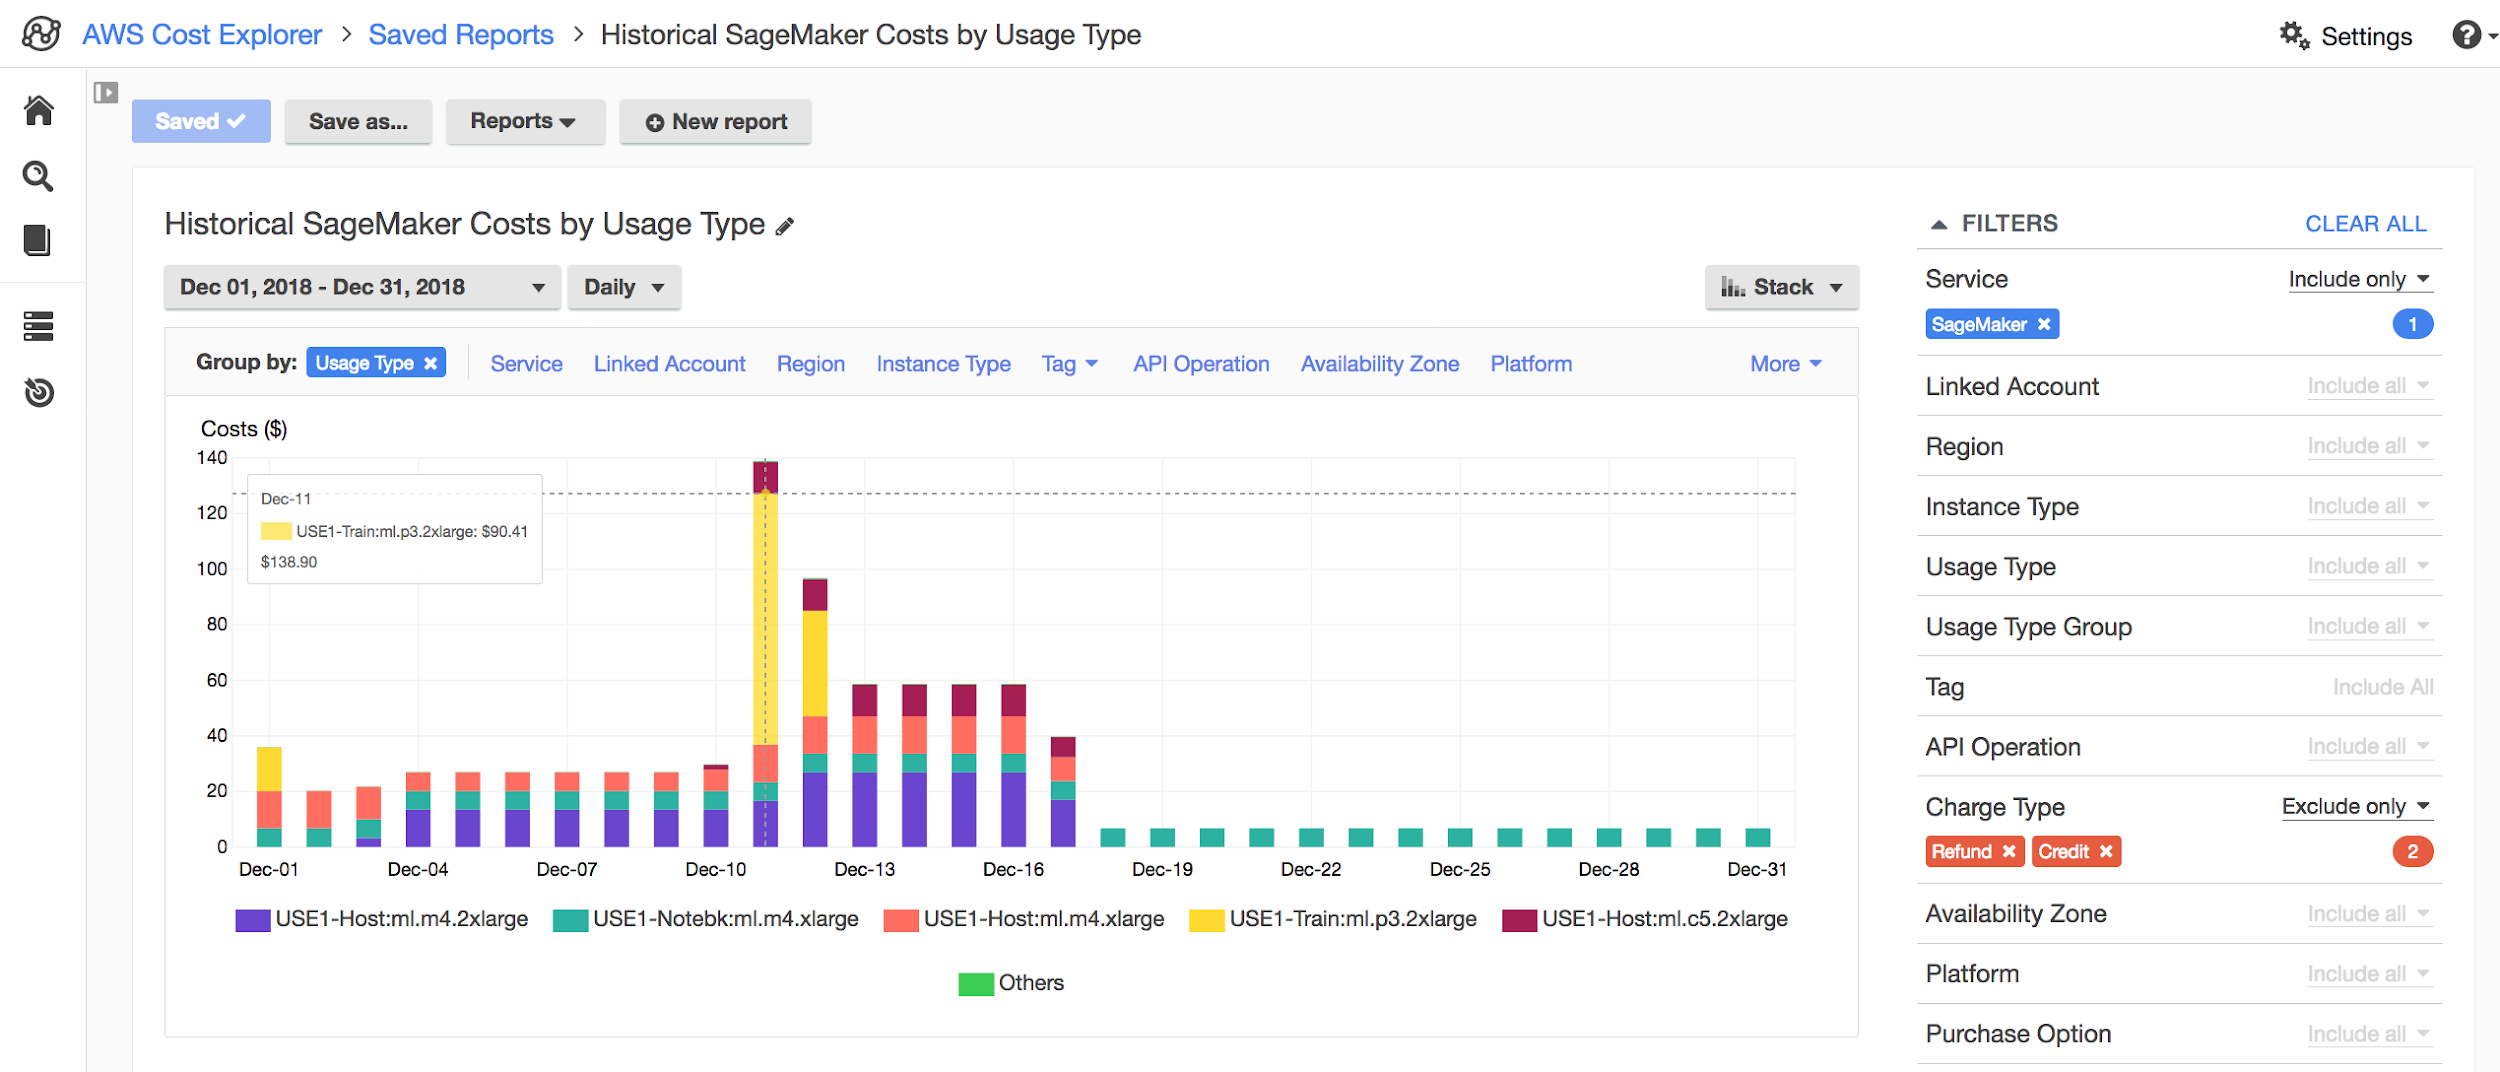 AWS Cost Explorer > Saved Reports > Historical SageMaker Costs by Usage Type
Settings
?
Saved
Save as...
Reports
New report
Historical SageMaker Costs by Usage Type
Dec 01, 2018 - Dec 31, 2018
Daily
Stack
Group by:
Usage Type ×
Service
Linked Account
Region
Instance Type
Tag
API Operation
Availability Zone
Platform
More
Costs ($)
140
120
100
80
60
40
20
0
Dec-11
USE1-Train:ml.p3.2xlarge: $90.41
$138.90
Dec-01
Dec-04
Dec-07
Dec-10
Dec-13
Dec-16
Dec-19
Dec-22
Dec-25
Dec-28
Dec-31
USE1-Host:ml.m4.2xlarge
USE1-Notebk:ml.m4.xlarge
USE1-Host:ml.m4.xlarge
USE1-Train:ml.p3.2xlarge
USE1-Host:ml.c5.2xlarge
Others
FILTERS
CLEAR ALL
Service
Include only
SageMaker ×
1
Linked Account
Include all
Region
Include all
Instance Type
Include all
Usage Type
Include all
Usage Type Group
Include all
Tag
Include All
API Operation
Include all
Charge Type
Exclude only
Refund ×
Credit ×
2
Availability Zone
Include all
Platform
Include all
Purchase Option
Include all